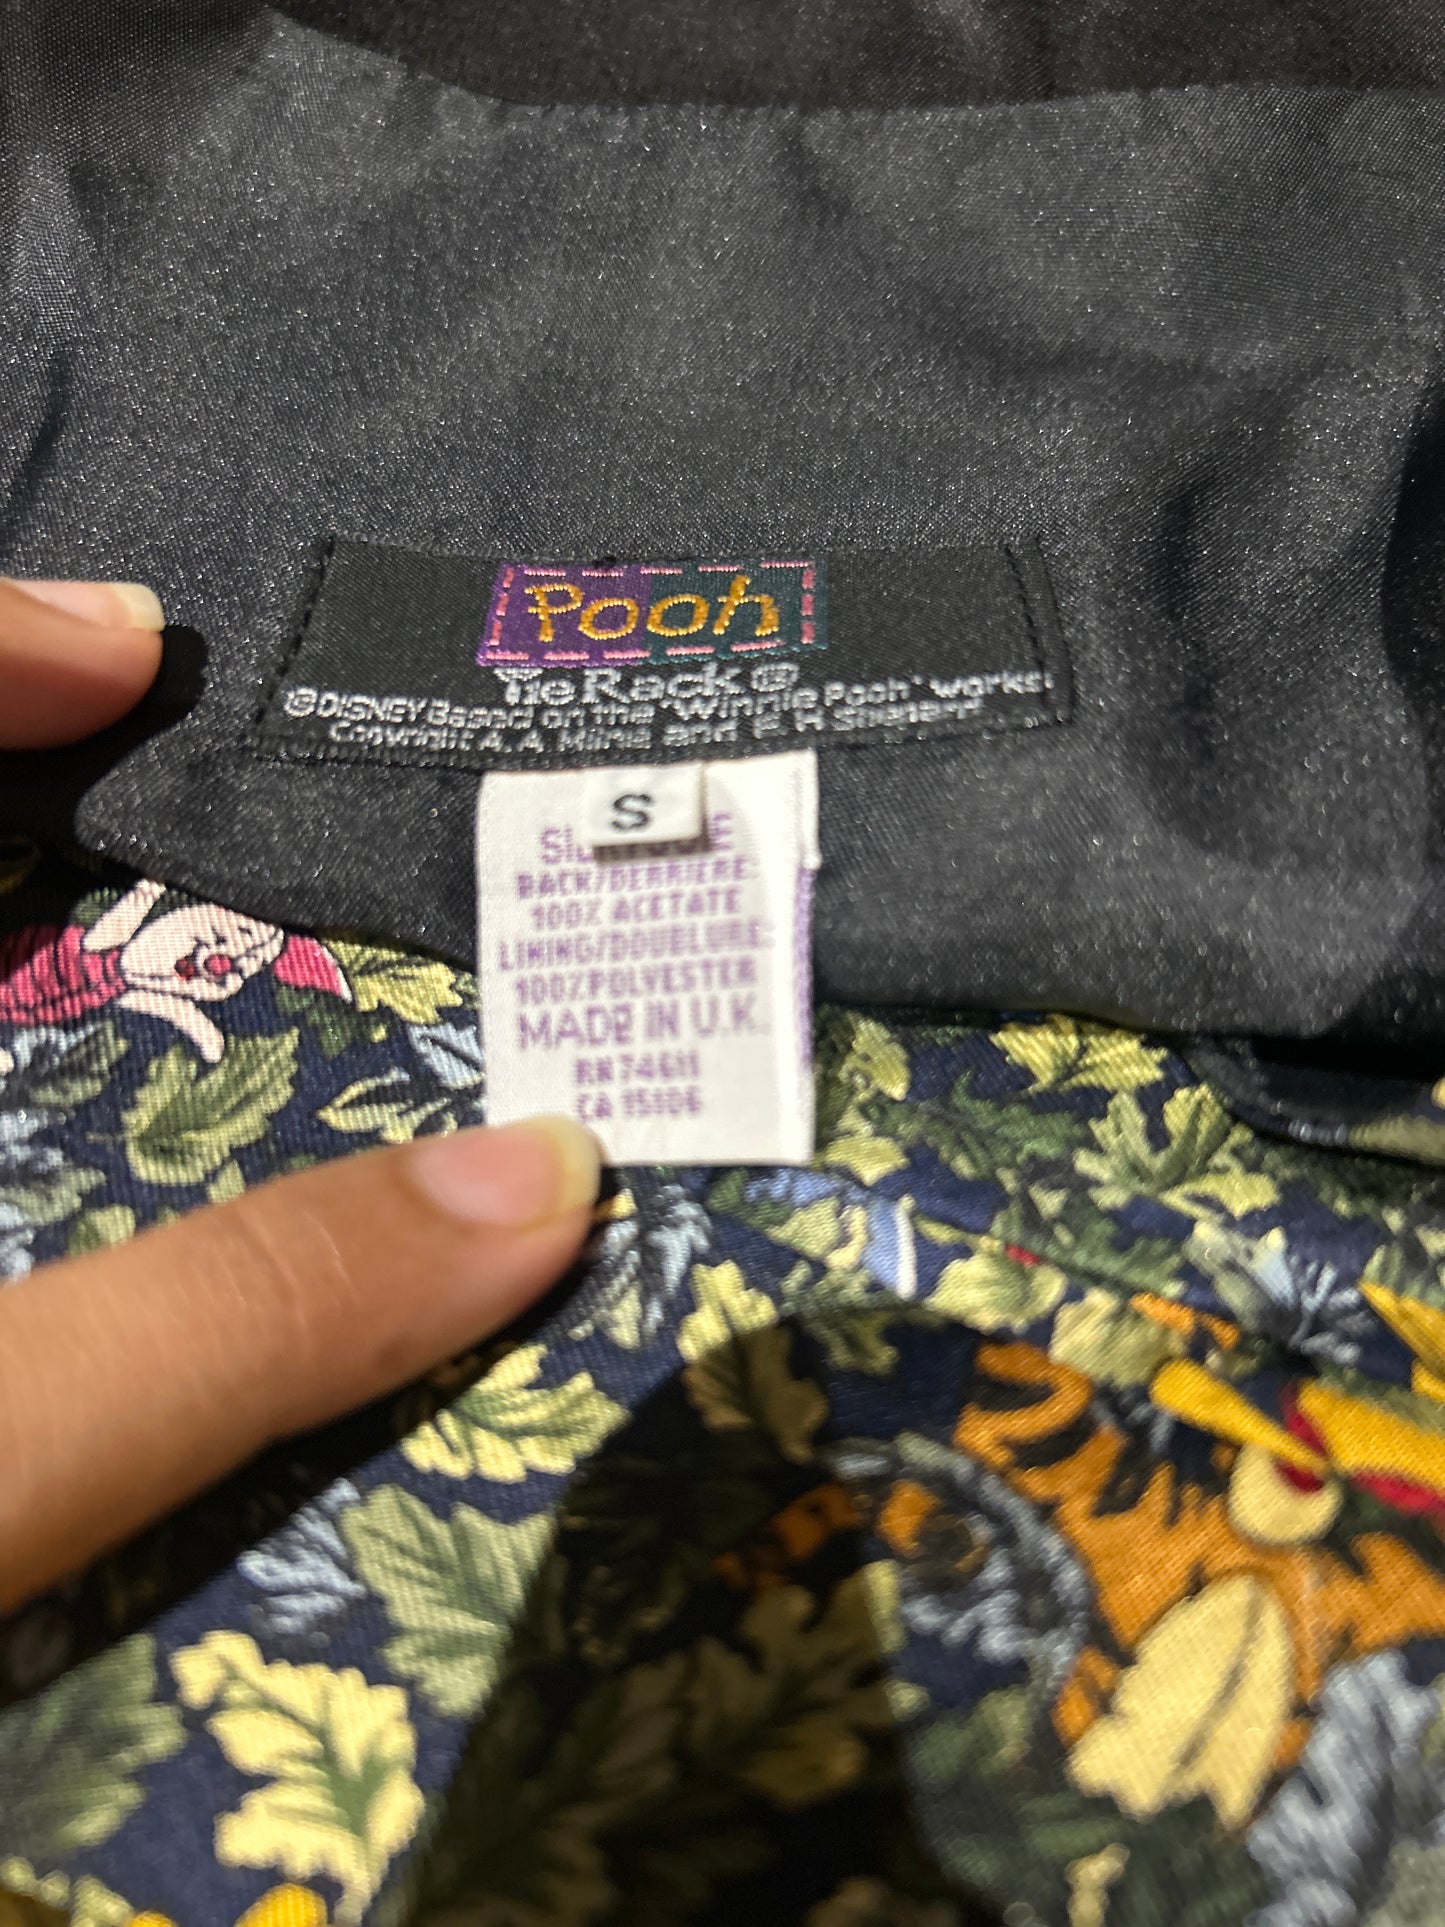 Pooh
Tie Rack®
©DISNEY Based on the "Winnie Pooh" works
Copyright A.A. Milne and E.H. Shepard
S
BACK/DERRIERE:
100% ACETATE
LINING/DOUBLURE:
100%POLYESTER
MADE IN U.K.
RN 74611
CA 15106